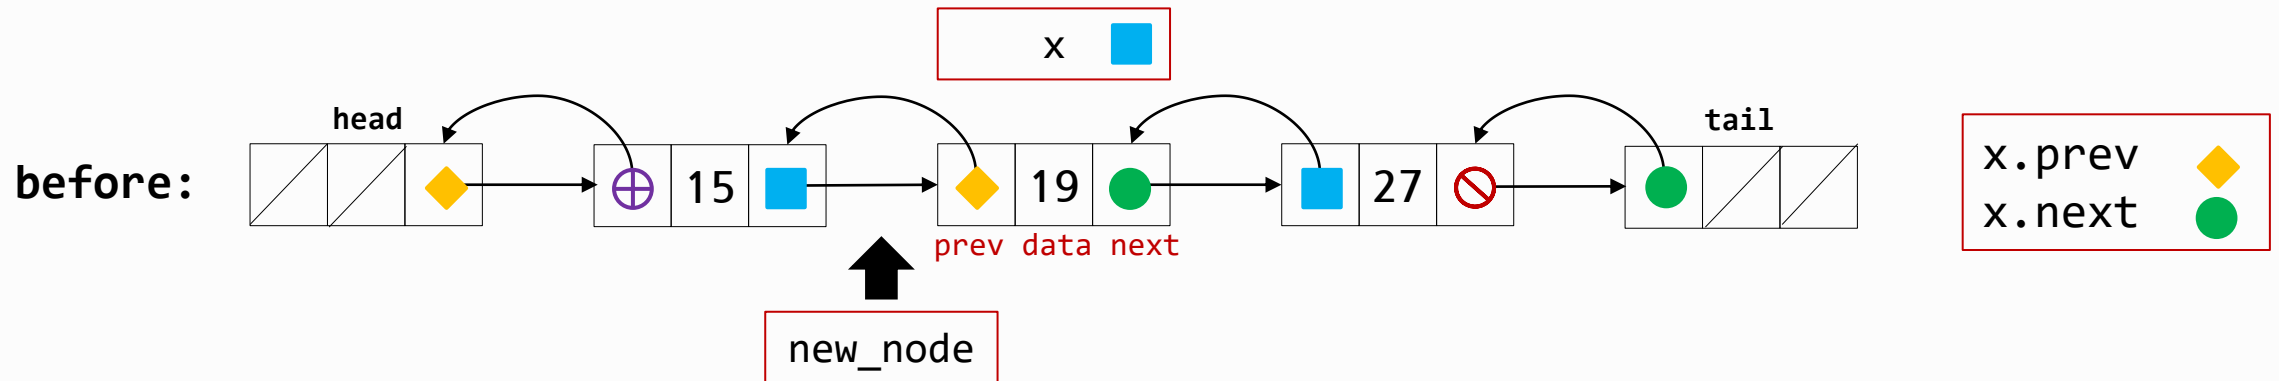 x
head
tail
before:
15
19
27
x.prev
x.next
prev data next
new_node